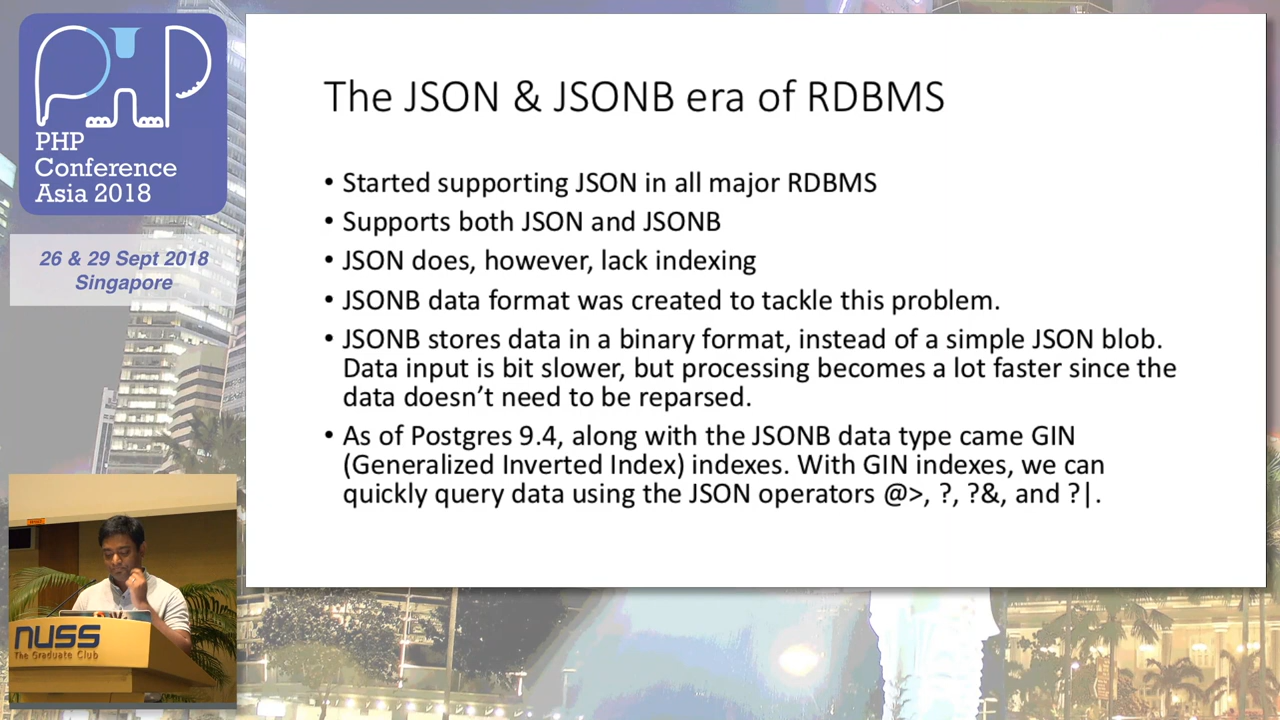 PHP
PHP
Conference
Asia 2018
26 & 29 Sept 2018
Singapore
The JSON & JSONB era of RDBMS
• Started supporting JSON in all major RDBMS
• Supports both JSON and JSONB
• JSON does, however, lack indexing
• JSONB data format was created to tackle this problem.
• JSONB stores data in a binary format, instead of a simple JSON blob.
Data input is bit slower, but processing becomes a lot faster since the
data doesn’t need to be reparsed.
• As of Postgres 9.4, along with the JSONB data type came GIN
(Generalized Inverted Index) indexes. With GIN indexes, we can
quickly query data using the JSON operators @>, ?, ?&, and ?|.
NUSS
The Graduate Club